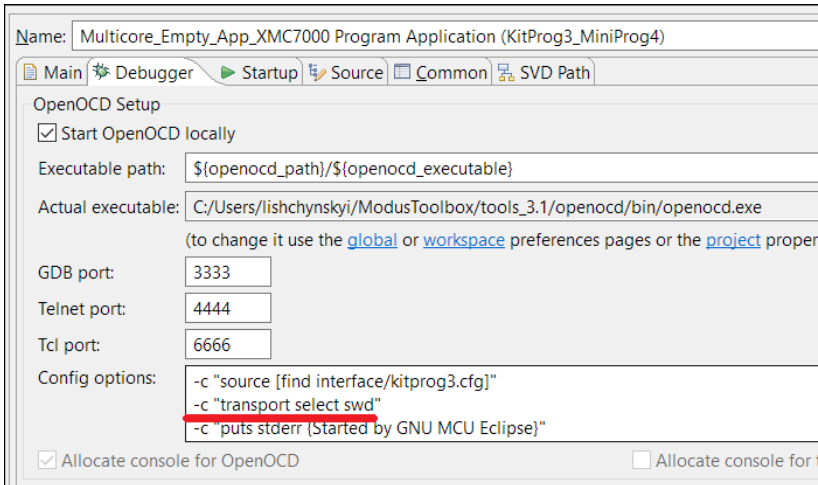 Name: Multicore_Empty_App_XMC7000 Program Application (KitProg3_MiniProg4)
Main Debugger Startup Source Common SVD Path
OpenOCD Setup
Start OpenOCD locally
Executable path: ${openocd_path}/${openocd_executable}
Actual executable: C:/Users/lishchynskyi/ModusToolbox/tools_3.1/openocd/bin/openocd.exe
(to change it use the global or workspace preferences pages or the project proper
GDB port: 3333
Telnet port: 4444
Tcl port: 6666
Config options: -c "source [find interface/kitprog3.cfg]"
-c "transport select swd"
-c "puts stderr {Started by GNU MCU Eclipse}"
Allocate console for OpenOCD Allocate console for t